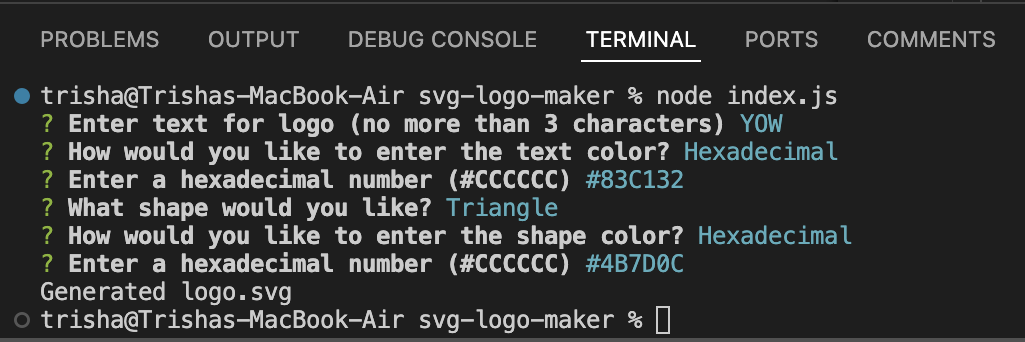 PROBLEMS OUTPUT DEBUG CONSOLE TERMINAL PORTS COMMENTS
trisha@Trishas-MacBook-Air svg-logo-maker % node index.js
? Enter text for logo (no more than 3 characters) YOW
? How would you like to enter the text color? Hexadecimal
? Enter a hexadecimal number (#CCCCCC) #83C132
? What shape would you like? Triangle
? How would you like to enter the shape color? Hexadecimal
? Enter a hexadecimal number (#CCCCCC) #4B7D0C
Generated logo.svg
trisha@Trishas-MacBook-Air svg-logo-maker %